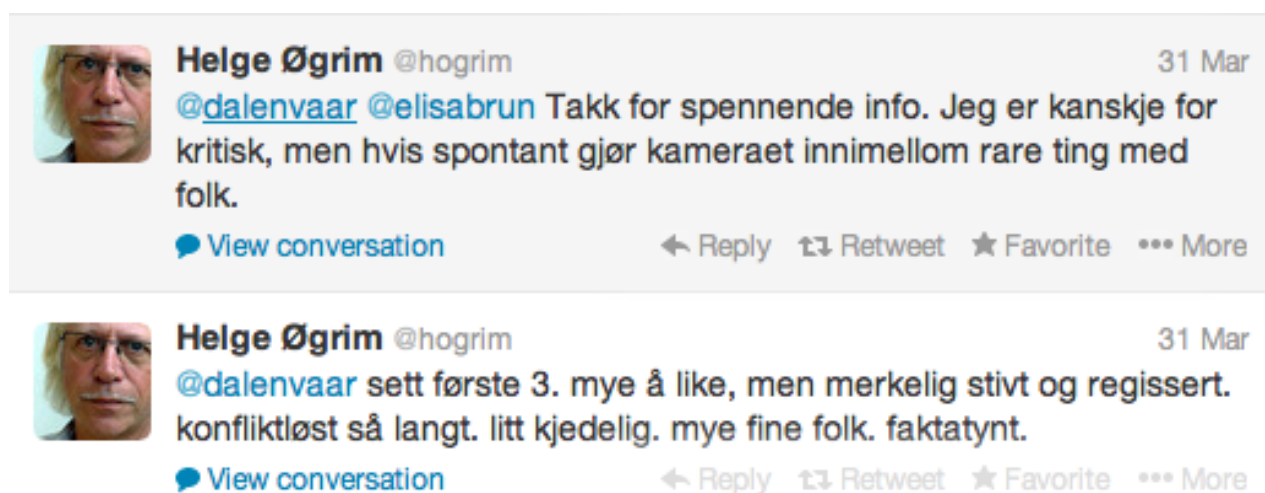 Helge Øgrim @hogrim 31 Mar
@dalenvaar @elisabrun Takk for spennende info. Jeg er kanskje for
kritisk, men hvis spontant gjør kameraet innimellom rare ting med
folk.
View conversation Reply Retweet Favorite More
Helge Øgrim @hogrim 31 Mar
@dalenvaar sett første 3. mye å like, men merkelig stivt og regissert.
konfliktløst så langt. litt kjedelig. mye fine folk. faktatynt.
View conversation Reply Retweet Favorite More